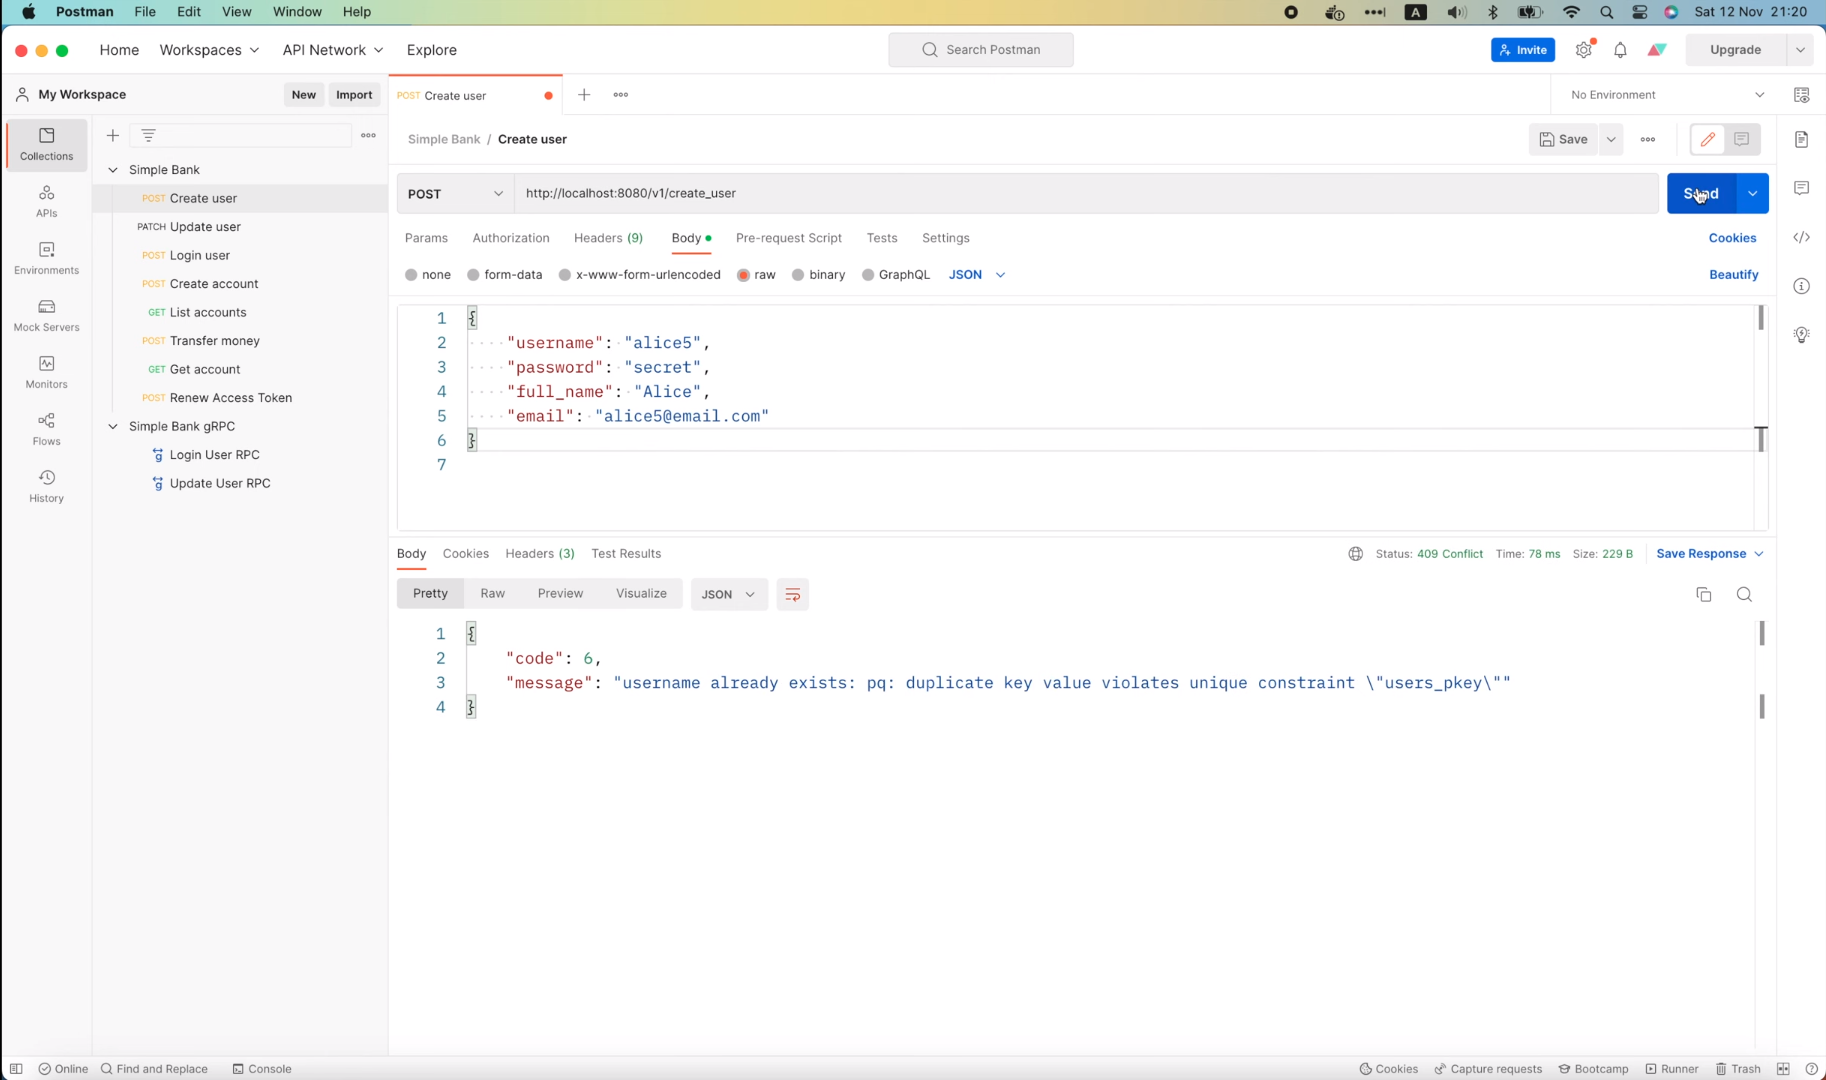 Postman File Edit View Window Help A Sat 12 Nov 21:20
Home Workspaces API Network Explore Search Postman Invite Upgrade
My Workspace New Import POST Create user No Environment
Collections
APIs
Environments
Mock Servers
Monitors
Flows
History
Simple Bank
POST Create user
PATCH Update user
POST Login user
POST Create account
GET List accounts
POST Transfer money
GET Get account
POST Renew Access Token
Simple Bank gRPC
Login User RPC
Update User RPC
Simple Bank / Create user Save
POST http://localhost:8080/v1/create_user Send
Params Authorization Headers (9) Body Pre-request Script Tests Settings Cookies
none form-data x-www-form-urlencoded raw binary GraphQL JSON Beautify
1 {
2 "username": "alice5",
3 "password": "secret",
4 "full_name": "Alice",
5 "email": "alice5@email.com"
6 }
7
Body Cookies Headers (3) Test Results Status: 409 Conflict Time: 78 ms Size: 229 B Save Response
Pretty Raw Preview Visualize JSON
1 {
2 "code": 6,
3 "message": "username already exists: pq: duplicate key value violates unique constraint \"users_pkey\""
4 }
Online Find and Replace Console Cookies Capture requests Bootcamp Runner Trash